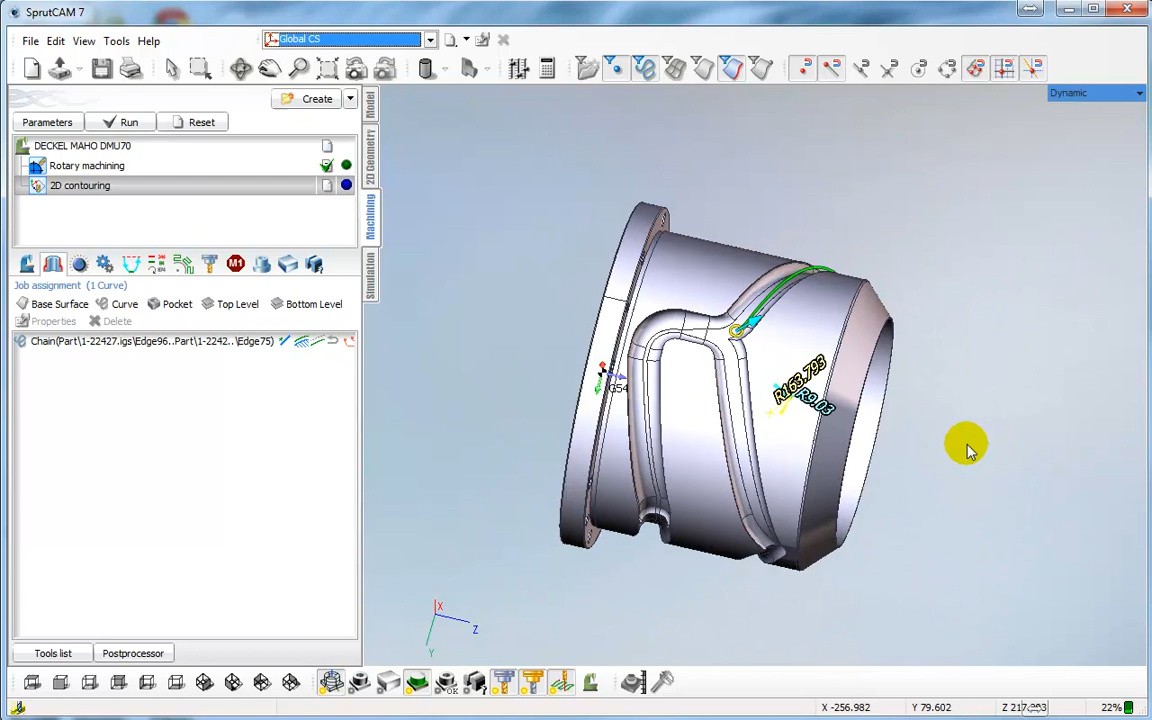 SprutCAM 7
File Edit View Tools Help
Global CS
Create
Dynamic
Parameters Run Reset
DECKEL MAHO DMU70
Rotary machining
2D contouring
Model
2D Geometry
Machining
Simulation
M1
Job assignment (1 Curve)
Base Surface Curve Pocket Top Level Bottom Level
Properties Delete
Chain(Part\1-22427.igs\Edge96..Part\1-2242..\Edge75)
R163.793
R9.03
G54
X
Z
Y
Tools list Postprocessor
OK
X -256.982 Y 79.602 22%